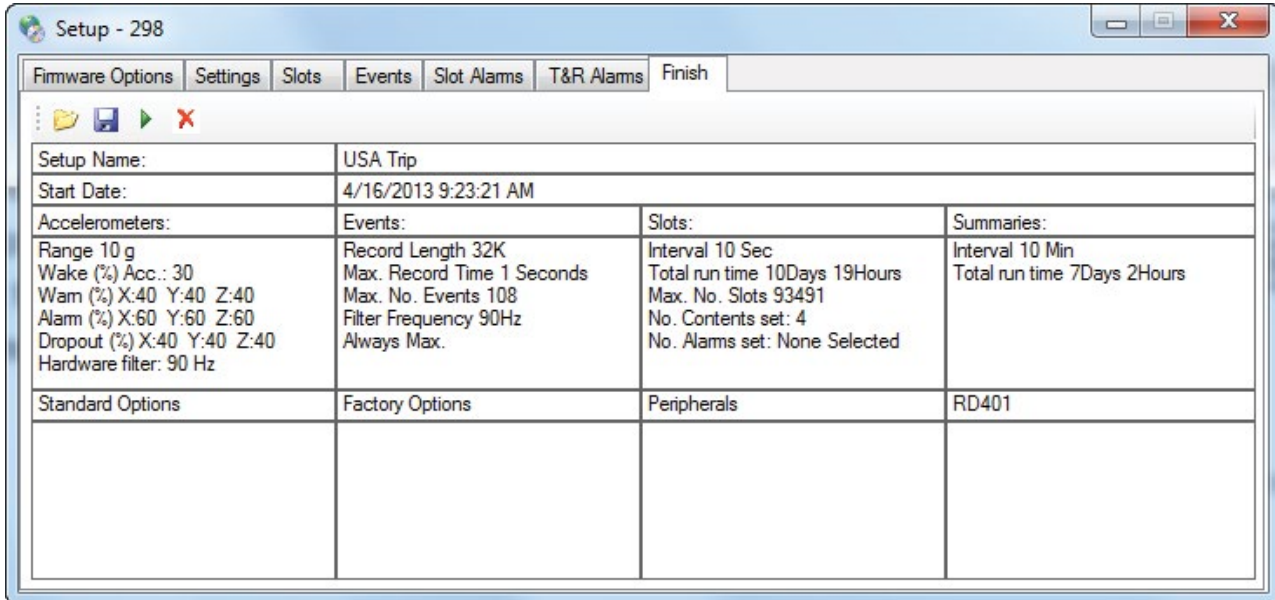 Setup - 298
Firmware Options Settings Slots Events Slot Alarms T&R Alarms Finish
Setup Name: USA Trip
Start Date: 4/16/2013 9:23:21 AM
Accelerometers: Events: Slots: Summaries:
Range 10 g Record Length 32K Interval 10 Sec Interval 10 Min
Wake (%) Acc.: 30 Max. Record Time 1 Seconds Total run time 10Days 19Hours Total run time 7Days 2Hours
Warn (%) X:40 Y:40 Z:40 Max. No. Events 108 Max. No. Slots 93491
Alarm (%) X:60 Y:60 Z:60 Filter Frequency 90Hz No. Contents set: 4
Dropout (%) X:40 Y:40 Z:40 Always Max. No. Alarms set: None Selected
Hardware filter: 90 Hz
Standard Options Factory Options Peripherals RD401